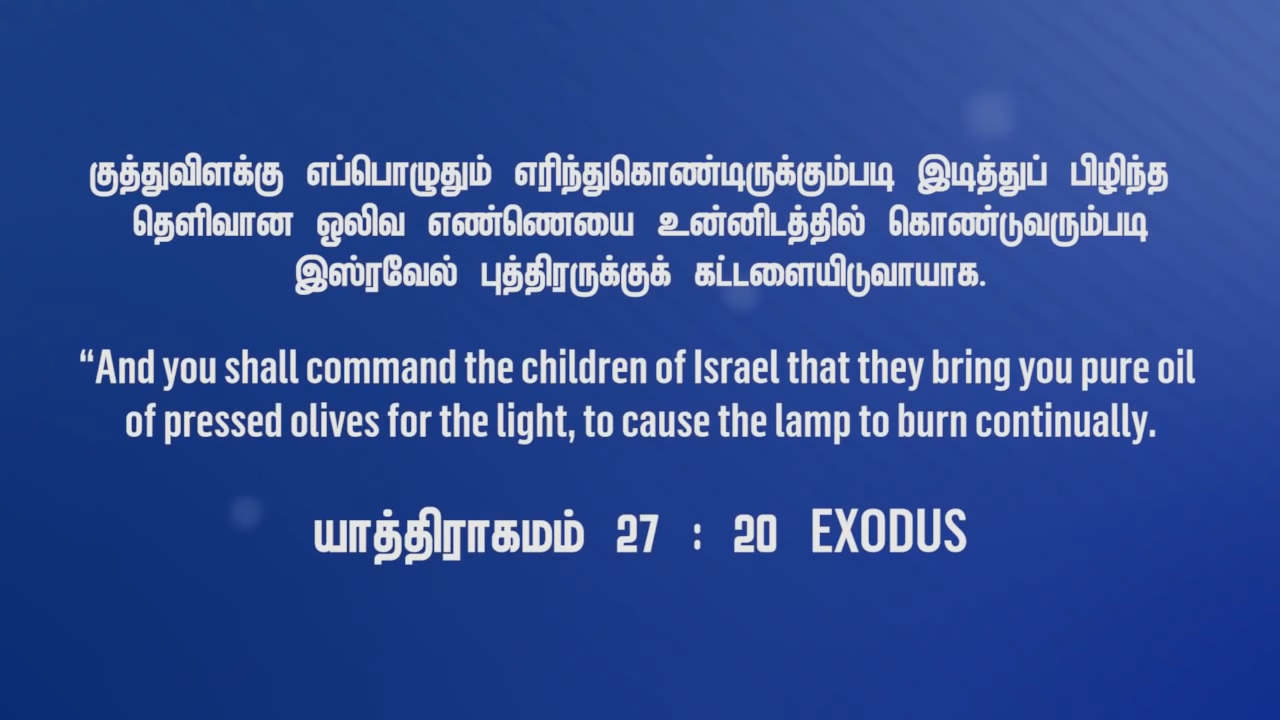 குத்துவிளக்கு எப்பொழுதும் எரிந்துகொண்டிருக்கும்படி இடித்துப் பிழிந்த
தெளிவான ஒலிவ எண்ணெயை உன்னிடத்தில் கொண்டுவரும்படி
இஸ்ரவேல் புத்திரருக்குக் கட்டளையிடுவாயாக.
“And you shall command the children of Israel that they bring you pure oil
of pressed olives for the light, to cause the lamp to burn continually.
யாத்திராகமம் 27 : 20 EXODUS